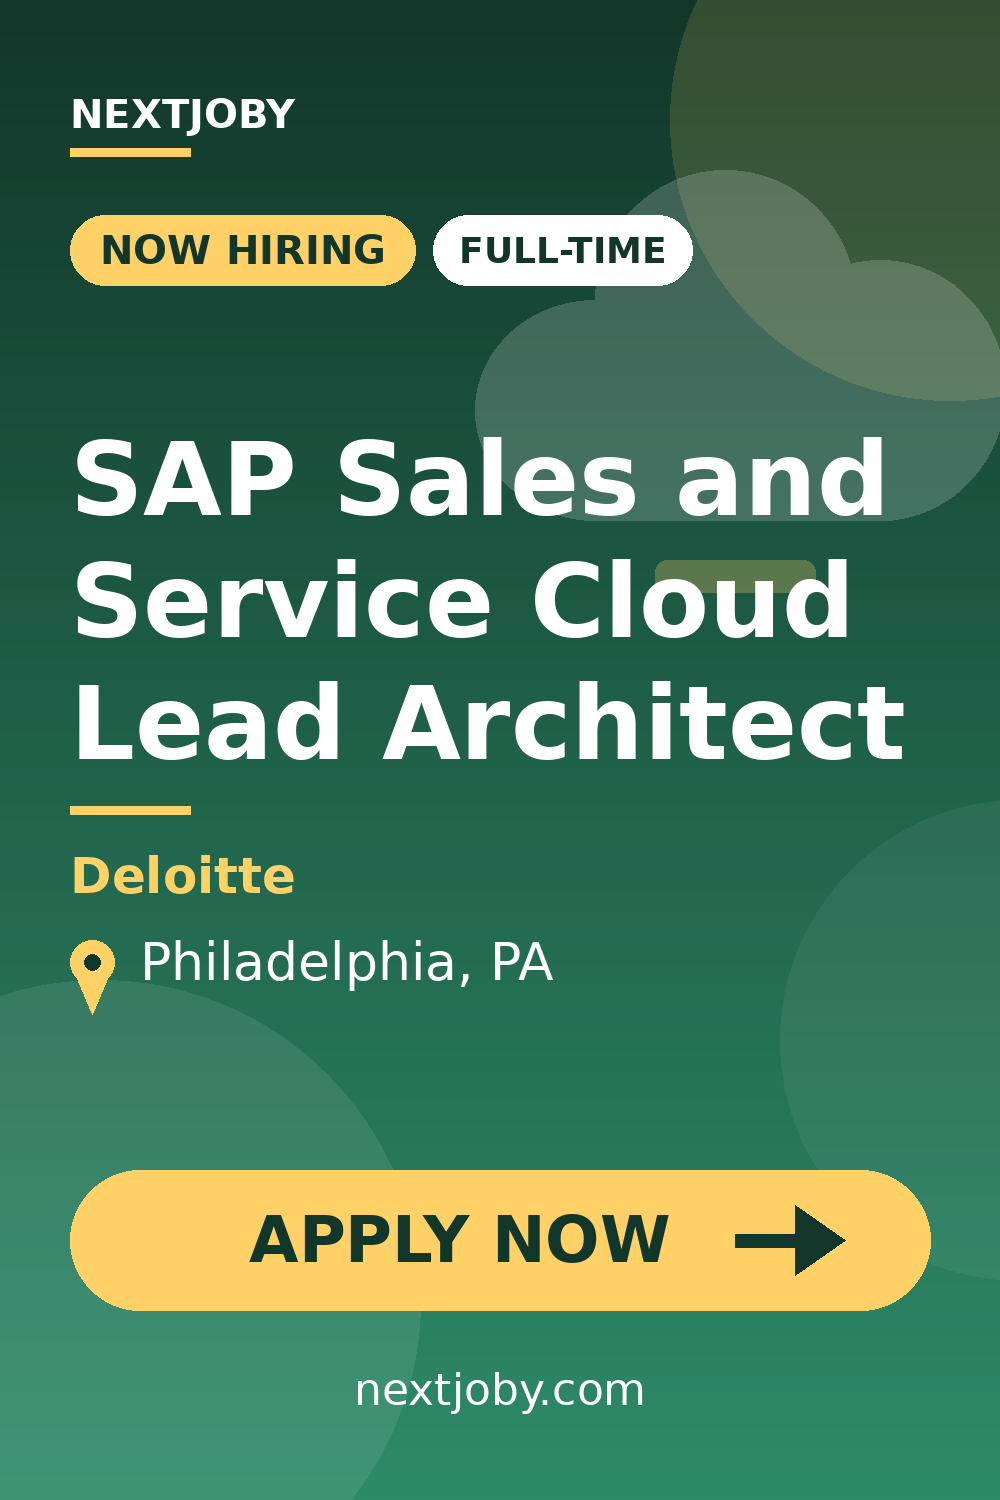 NEXTJOBY
NOW HIRING
FULL-TIME
SAP Sales and
Service Cloud
Lead Architect
Deloitte
Philadelphia, PA
APPLY NOW
nextjoby.com